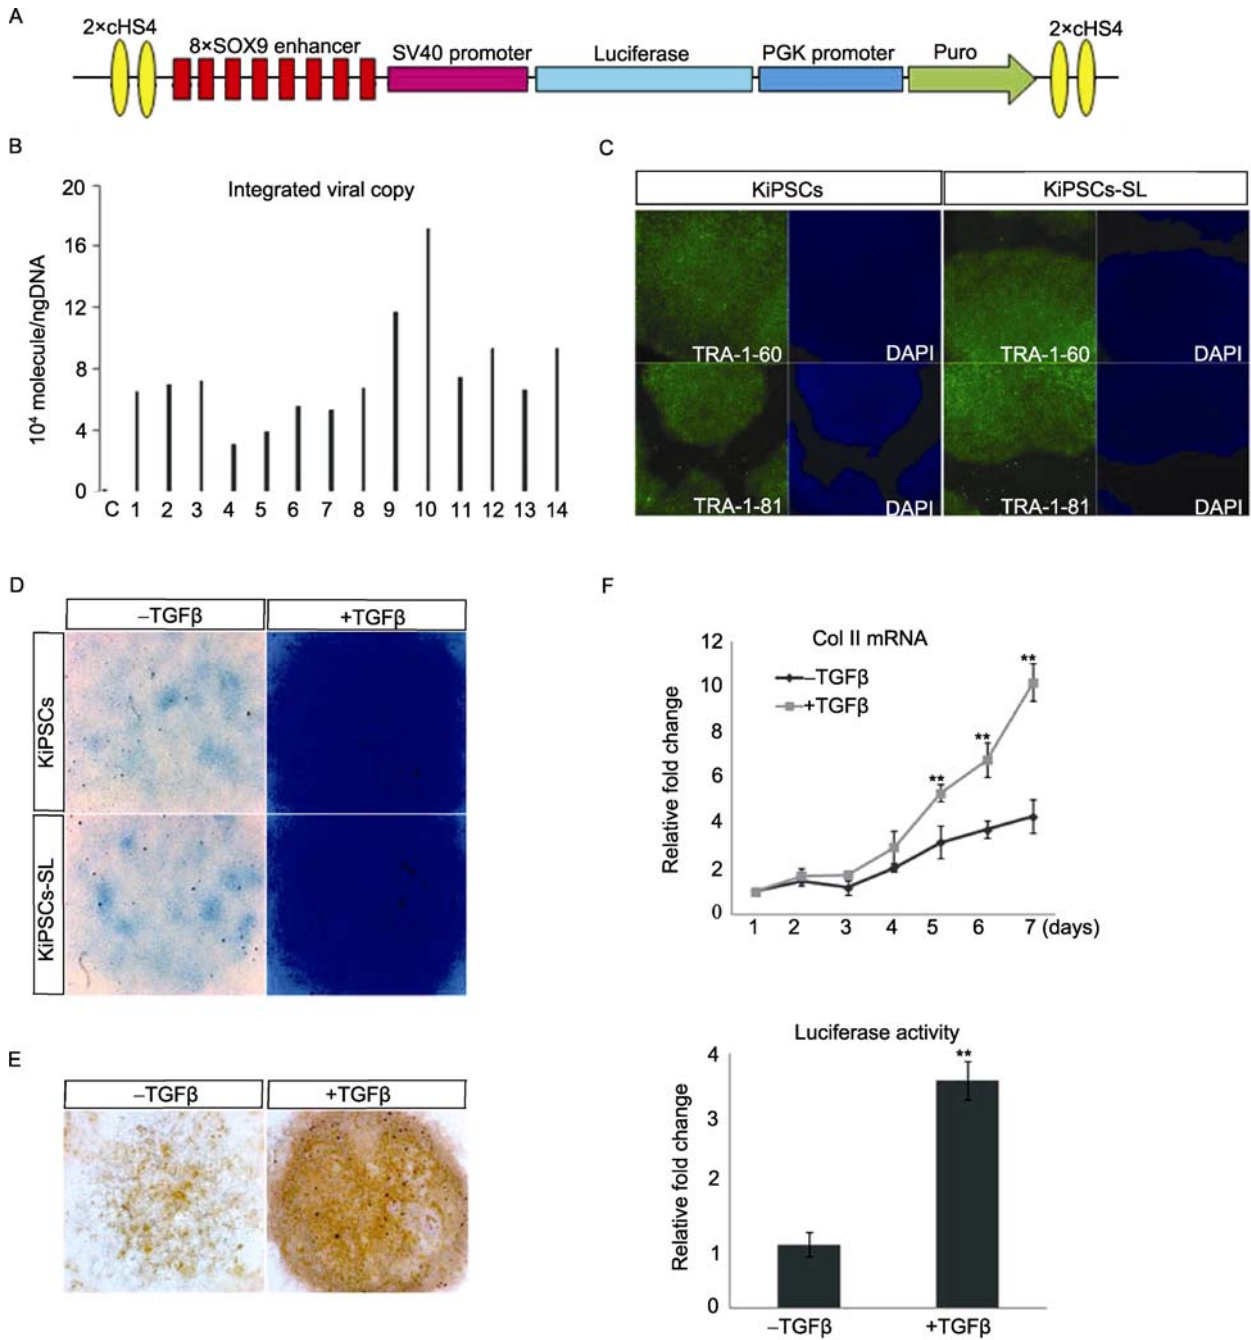 A
2×cHS4
8×SOX9 enhancer
SV40 promoter
Luciferase
PGK promoter
Puro
2×cHS4
B
Integrated viral copy
10⁴ molecule/ngDNA
20
16
12
8
4
0
C 1 2 3 4 5 6 7 8 9 10 11 12 13 14
C
KiPSCs
KiPSCs-SL
TRA-1-60
DAPI
TRA-1-60
DAPI
TRA-1-81
DAPI
TRA-1-81
DAPI
D
–TGFβ
+TGFβ
KiPSCs
KiPSCs-SL
E
–TGFβ
+TGFβ
F
Col II mRNA
–TGFβ
+TGFβ
Relative fold change
12
10
8
6
4
2
0
**
**
**
1 2 3 4 5 6 7 (days)
Luciferase activity
Relative fold change
4
3
2
1
0
**
–TGFβ
+TGFβ